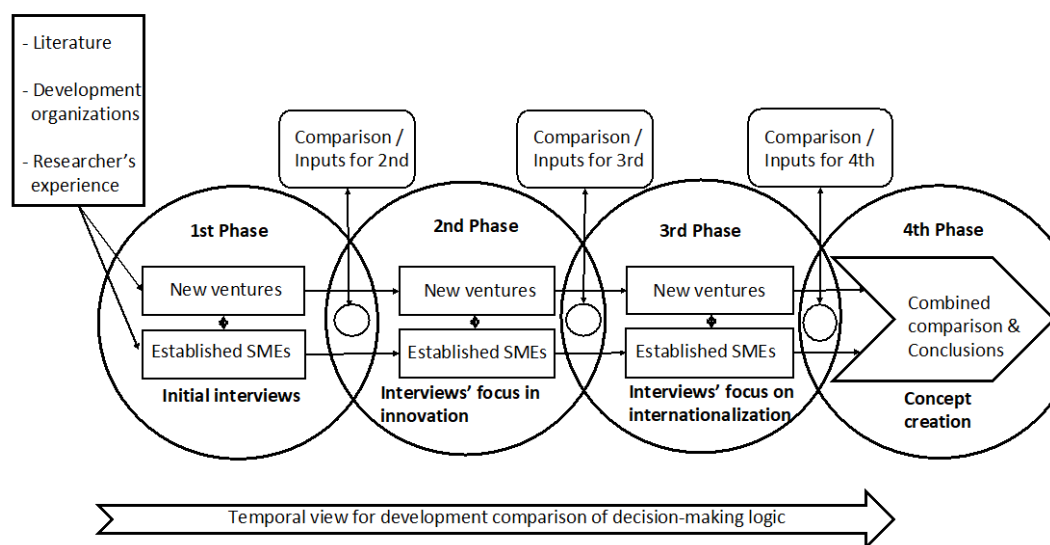 - Literature
- Development
organizations
- Researcher's
experience
Comparison /
Inputs for 2nd
Comparison /
Inputs for 3rd
Comparison /
Inputs for 4th
1st Phase
New ventures
Established SMEs
Initial interviews
2nd Phase
New ventures
Established SMEs
Interviews' focus in
innovation
3rd Phase
New ventures
Established SMEs
Interviews' focus on
internationalization
4th Phase
Combined
comparison &
Conclusions
Concept
creation
Temporal view for development comparison of decision-making logic